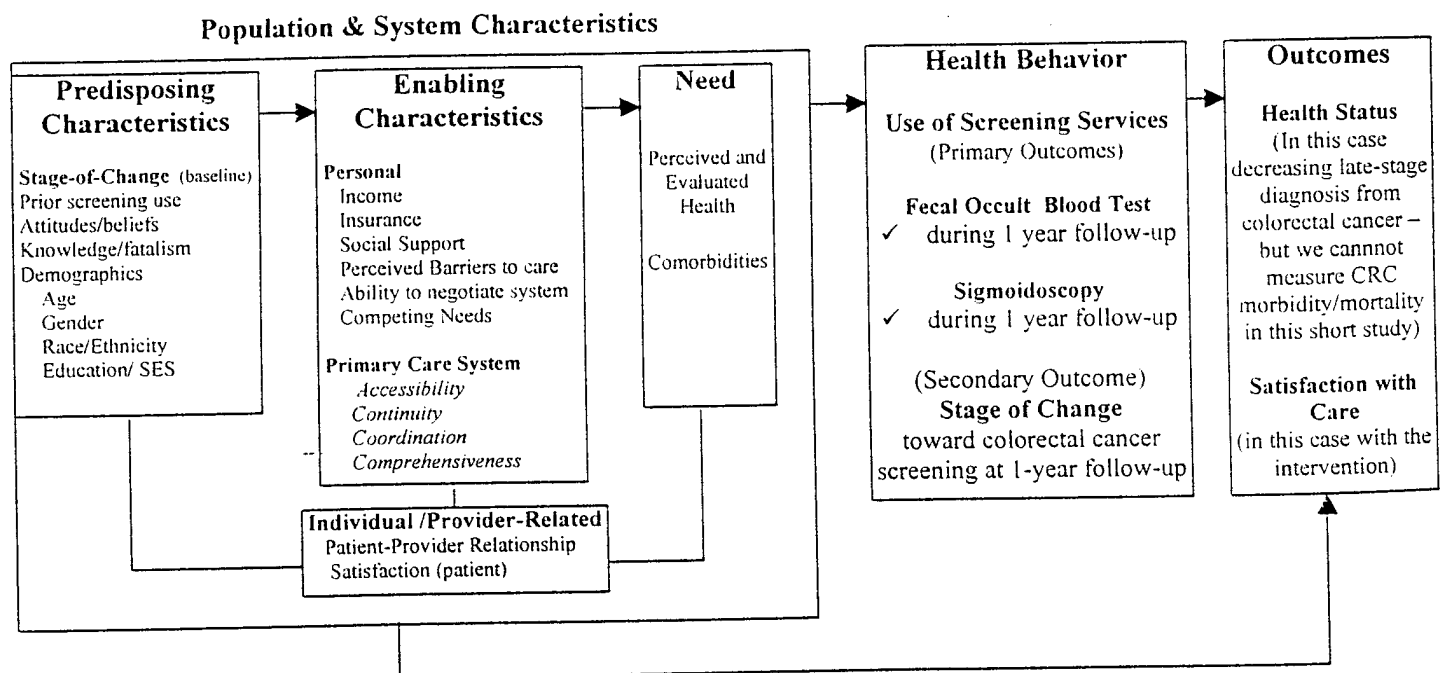 Population & System Characteristics
Predisposing
Characteristics
Stage-of-Change (baseline)
Prior screening use
Attitudes/beliefs
Knowledge/fatalism
Demographics
Age
Gender
Race/Ethnicity
Education/ SES
Enabling
Characteristics
Personal
Income
Insurance
Social Support
Perceived Barriers to care
Ability to negotiate system
Competing Needs
Primary Care System
Accessibility
Continuity
Coordination
Comprehensiveness
Need
Perceived and
Evaluated
Health
Comorbidities
Individual /Provider-Related
Patient-Provider Relationship
Satisfaction (patient)
Health Behavior
Use of Screening Services
(Primary Outcomes)
Fecal Occult Blood Test
✓ during 1 year follow-up
Sigmoidoscopy
✓ during 1 year follow-up
(Secondary Outcome)
Stage of Change
toward colorectal cancer
screening at 1-year follow-up
Outcomes
Health Status
(In this case
decreasing late-stage
diagnosis from
colorectal cancer –
but we cannnot
measure CRC
morbidity/mortality
in this short study)
Satisfaction with
Care
(in this case with the
intervention)